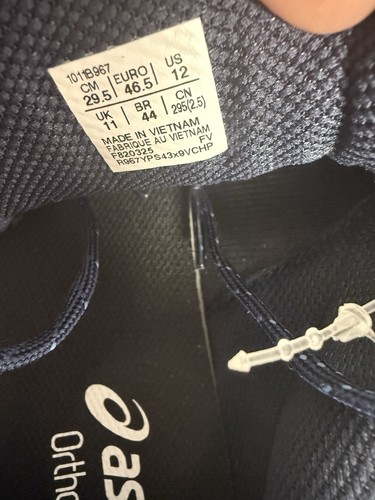 1011B967
CM EURO US
29.5 46.5 12
UK BR CN
11 44 295(2.5)
MADE IN VIETNAM
FABRIQUE AU VIETNAM
F820325 FV
R967YPS43x9VCHP
as
Ortho